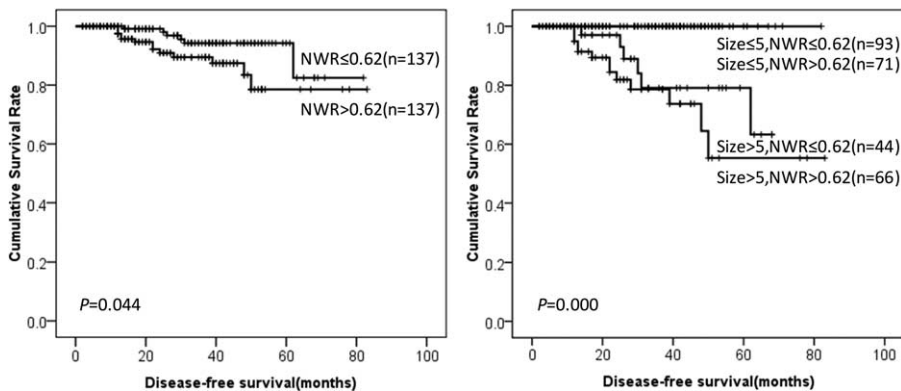 1.0
0.8
0.6
0.4
0.2
0.0
Cumulative Survival Rate
NWR≤0.62(n=137)
NWR>0.62(n=137)
P=0.044
0 20 40 60 80 100
Disease-free survival(months)
1.0
0.8
0.6
0.4
0.2
0.0
Cumulative Survival Rate
Size≤5,NWR≤0.62(n=93)
Size≤5,NWR>0.62(n=71)
Size>5,NWR≤0.62(n=44)
Size>5,NWR>0.62(n=66)
P=0.000
0 20 40 60 80 100
Disease-free survival(months)